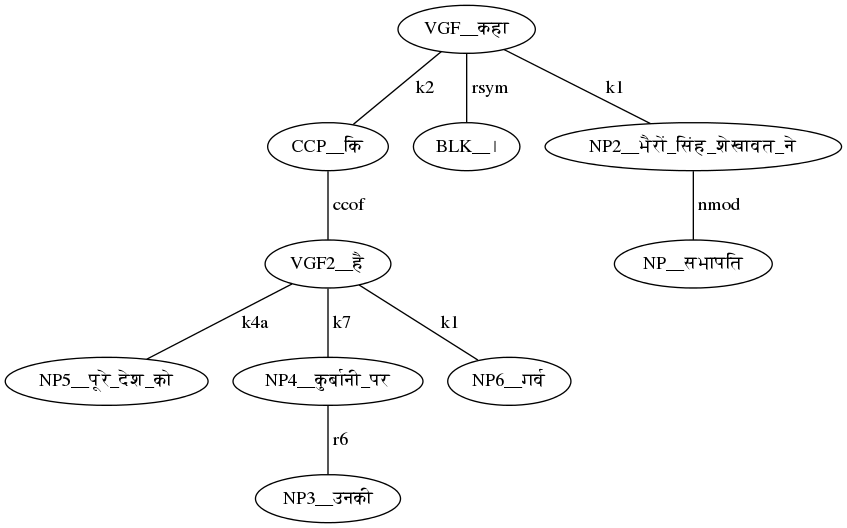 VGF__कहा
k2
rsym
k1
CCP__कि
BLK__।
NP2__भैरों_सिंह_शेखावत_ने
ccof
nmod
VGF2__है
NP__सभापति
k4a
k7
k1
NP5__पूरे_देश_को
NP4__कुर्बानी_पर
NP6__गर्व
r6
NP3__उनकी